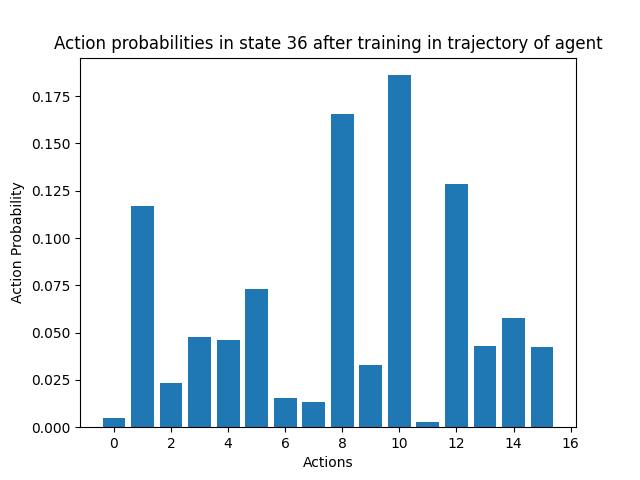 Action probabilities in state 36 after training in trajectory of agent
0.175
0.150
0.125
0.100
0.075
0.050
0.025
0.000
Action Probability
0 2 4 6 8 10 12 14 16
Actions